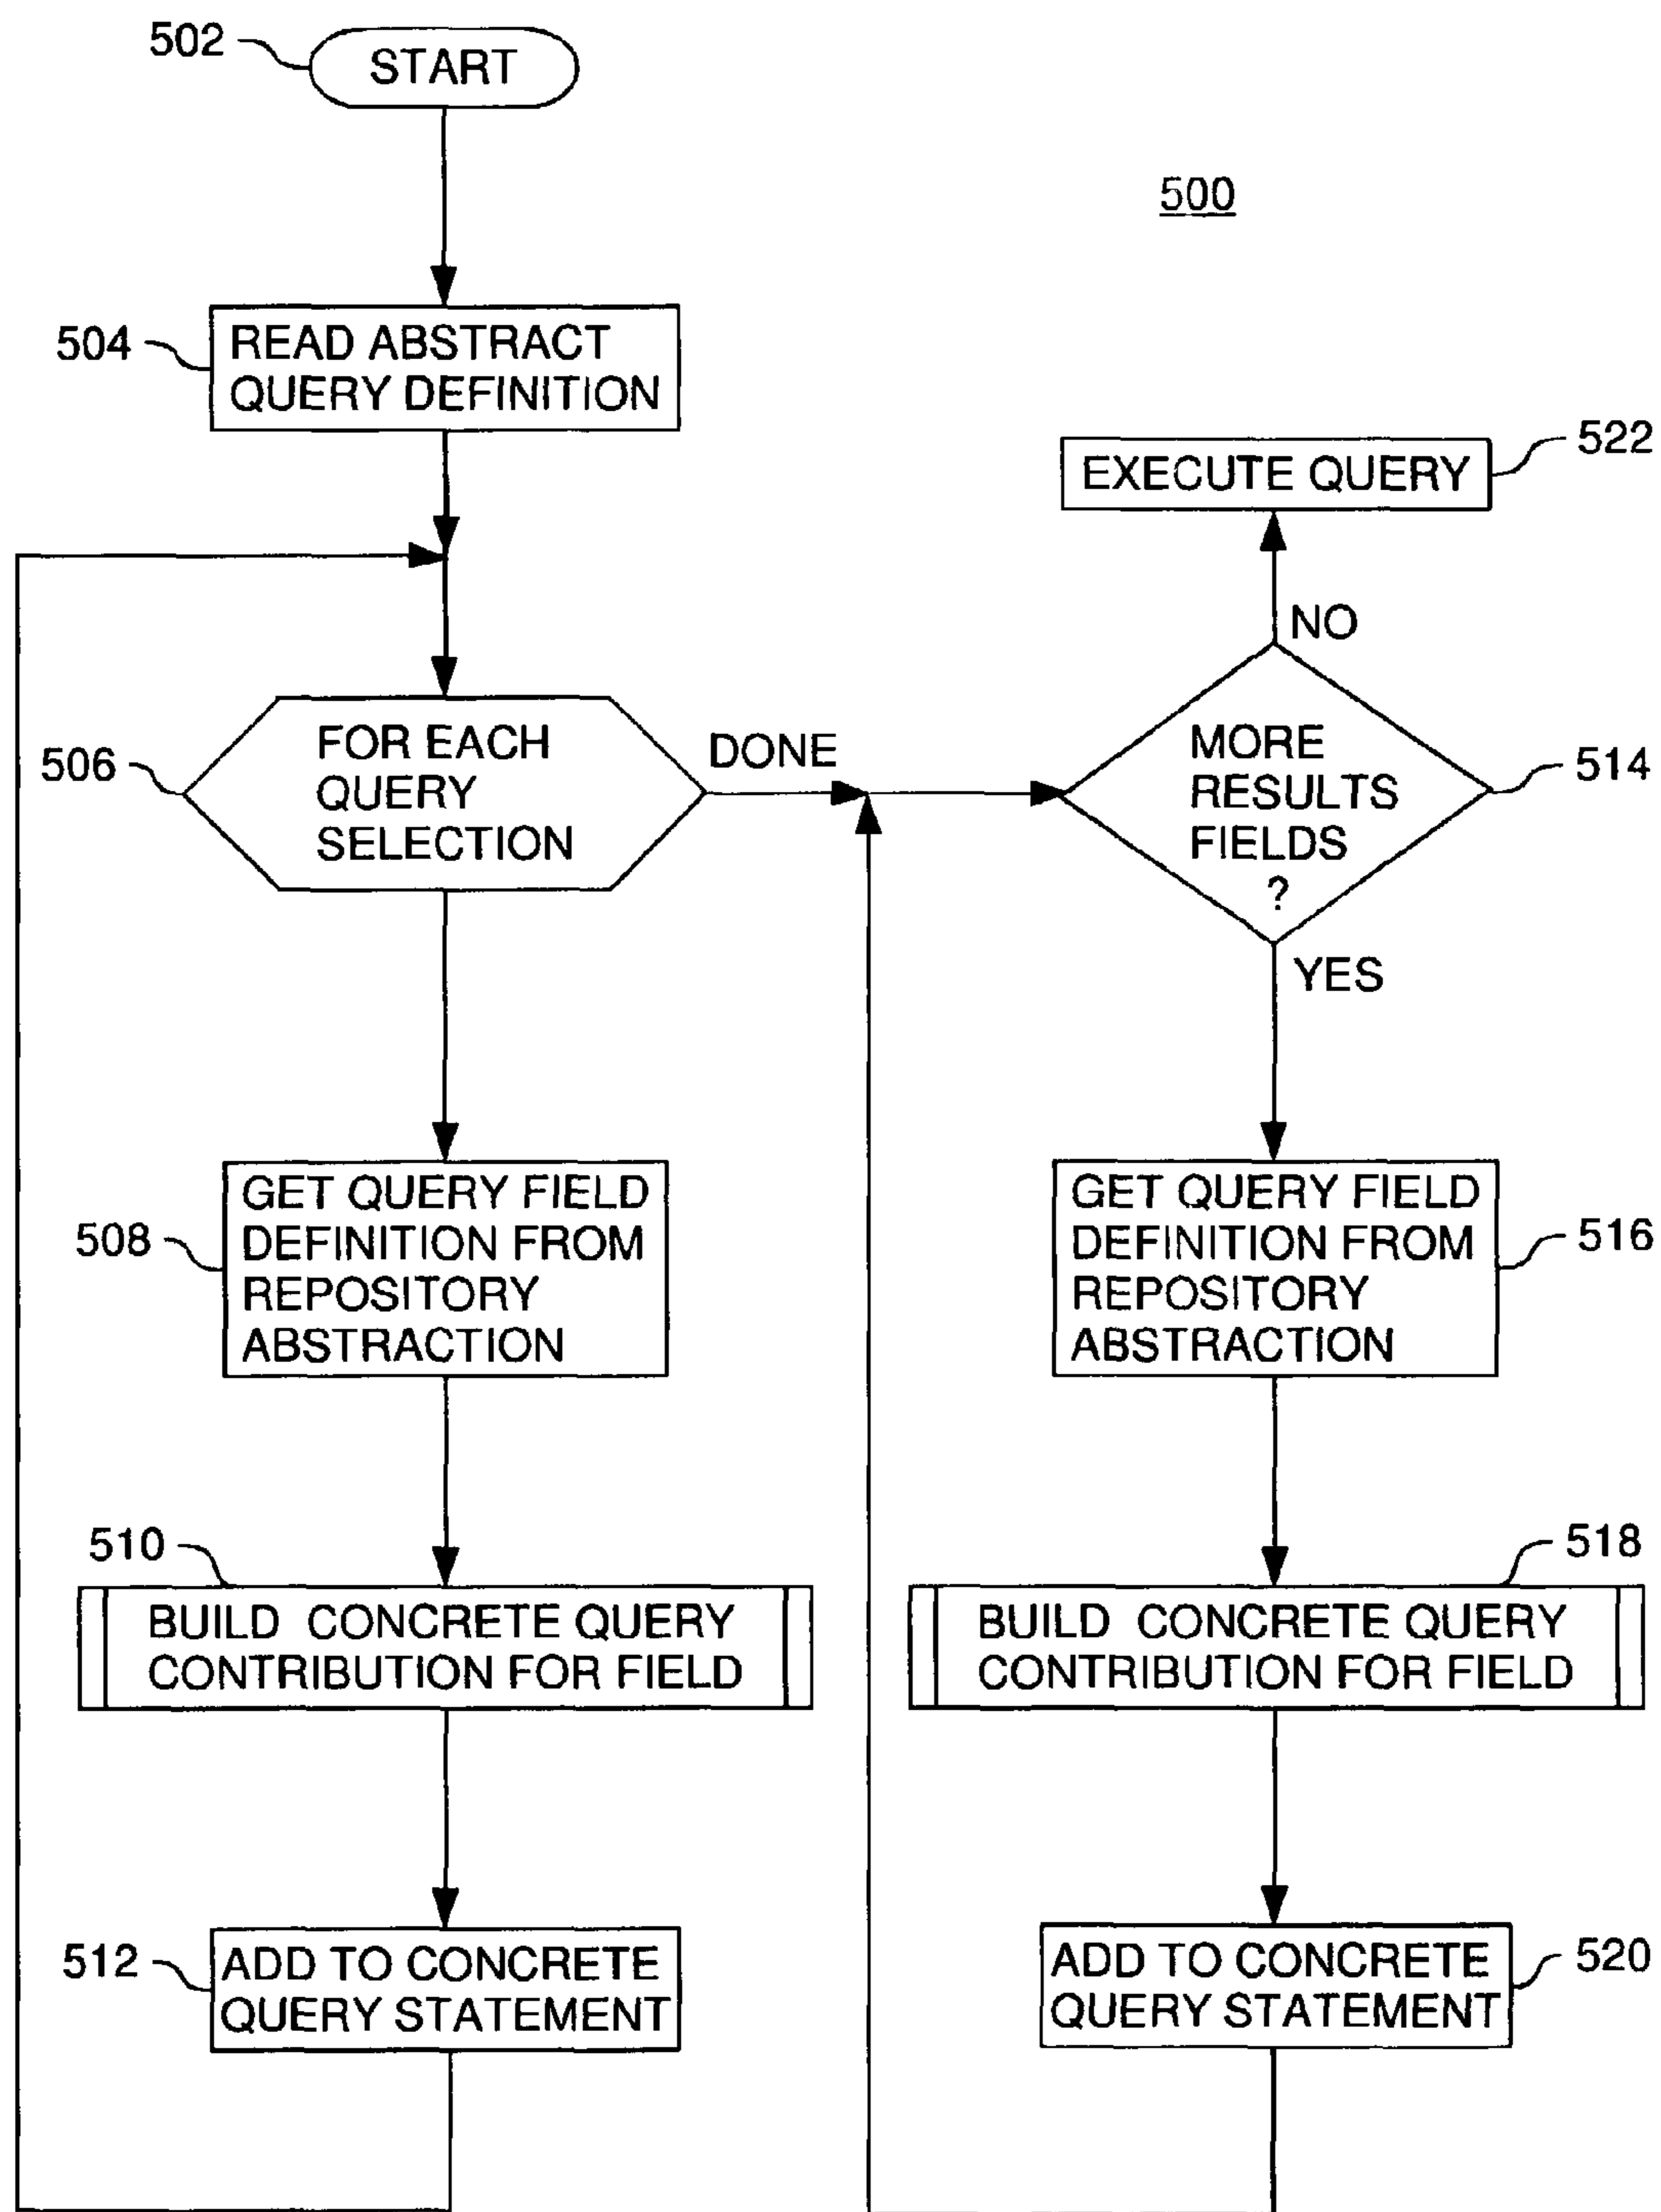 502
START
500
504
READ ABSTRACT
QUERY DEFINITION
522
EXECUTE QUERY
NO
506
FOR EACH
QUERY
SELECTION
DONE
MORE
RESULTS
FIELDS
?
514
YES
508
GET QUERY FIELD
DEFINITION FROM
REPOSITORY
ABSTRACTION
GET QUERY FIELD
DEFINITION FROM
REPOSITORY
ABSTRACTION
516
510
BUILD CONCRETE QUERY
CONTRIBUTION FOR FIELD
518
BUILD CONCRETE QUERY
CONTRIBUTION FOR FIELD
512
ADD TO CONCRETE
QUERY STATEMENT
ADD TO CONCRETE
QUERY STATEMENT
520